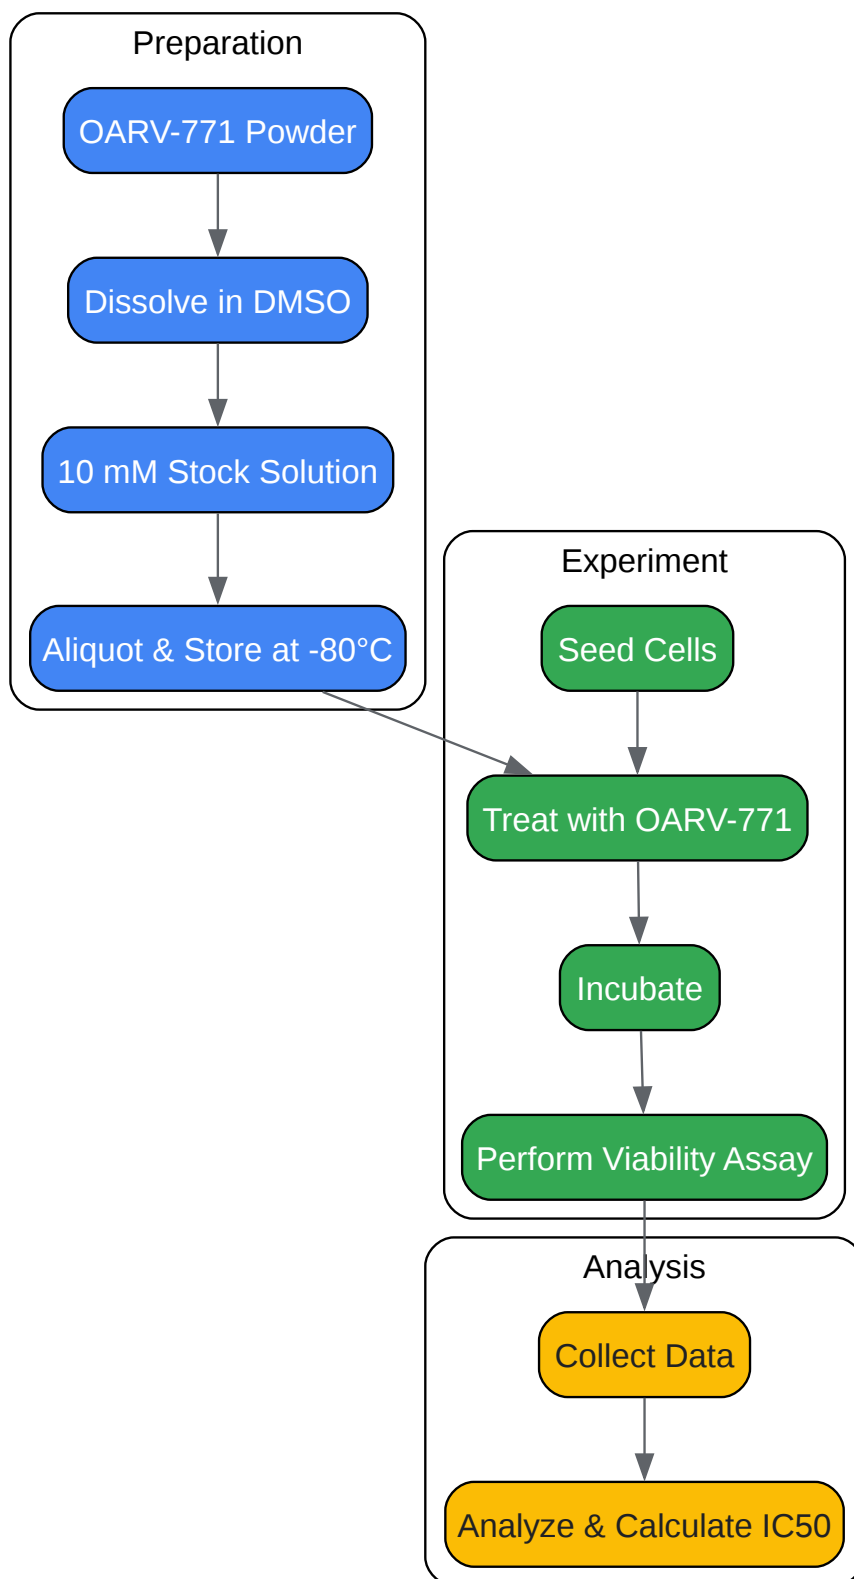 Preparation
OARV-771 Powder
Dissolve in DMSO
10 mM Stock Solution
Aliquot & Store at -80°C
Experiment
Seed Cells
Treat with OARV-771
Incubate
Perform Viability Assay
Analysis
Collect Data
Analyze & Calculate IC50